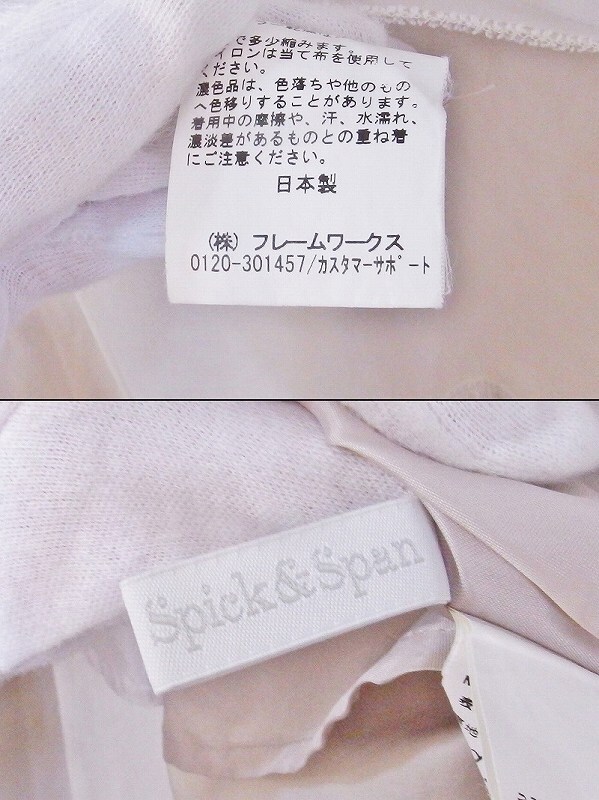 で多少縮みます。
イロンは当て布を使用して
ください。
濃色品は、色落ちや他のもの
へ色移りすることがあります。
着用中の摩擦や、汗、水濡れ、
濃淡差があるものとの重ね着
にご注意ください。
日本製
（株）フレームワークス
0120-301457/カスタマーサポート
Spick&Span